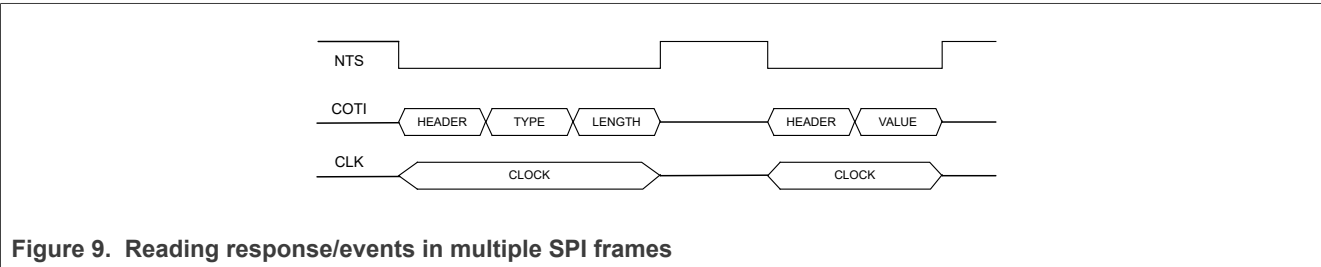 NTS
COTI
HEADER TYPE LENGTH HEADER VALUE
CLK
CLOCK CLOCK
Figure 9. Reading response/events in multiple SPI frames